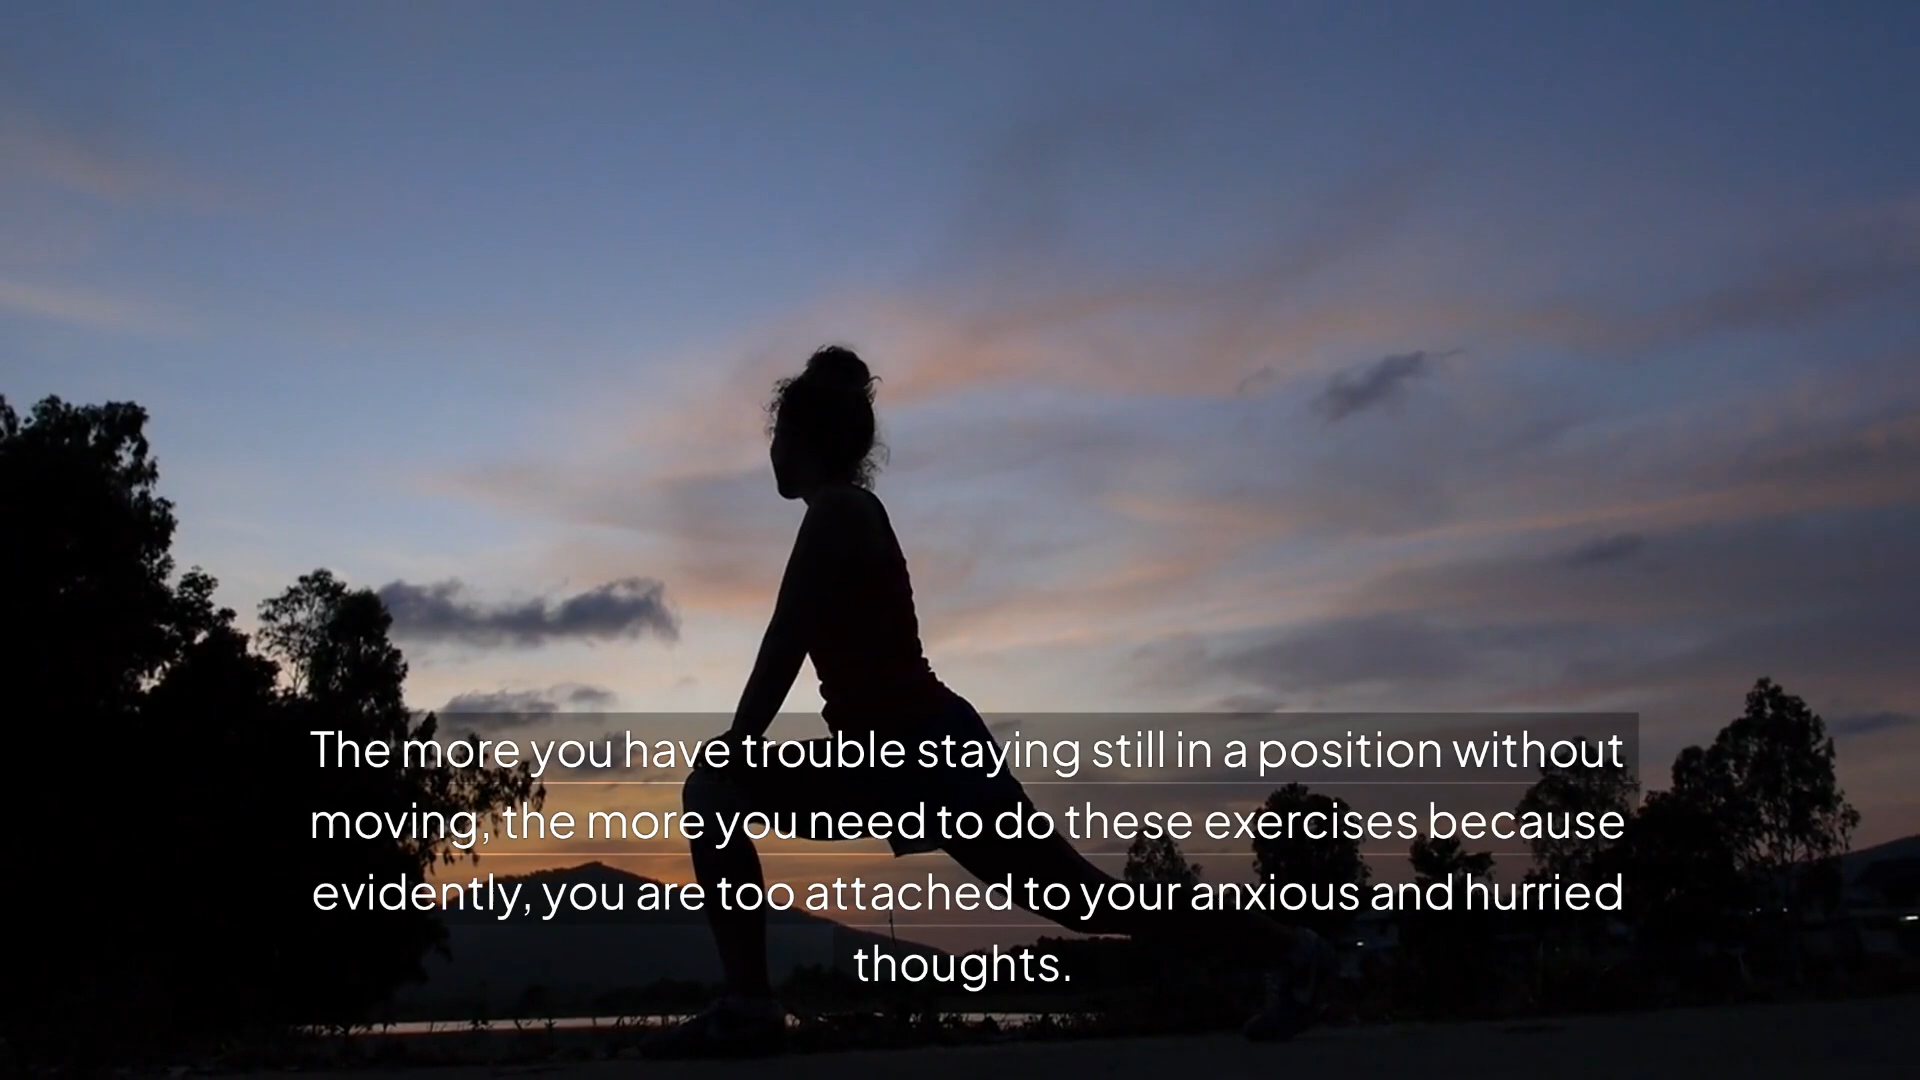 The more you have trouble staying still in a position without
moving, the more you need to do these exercises because
evidently, you are too attached to your anxious and hurried
thoughts.